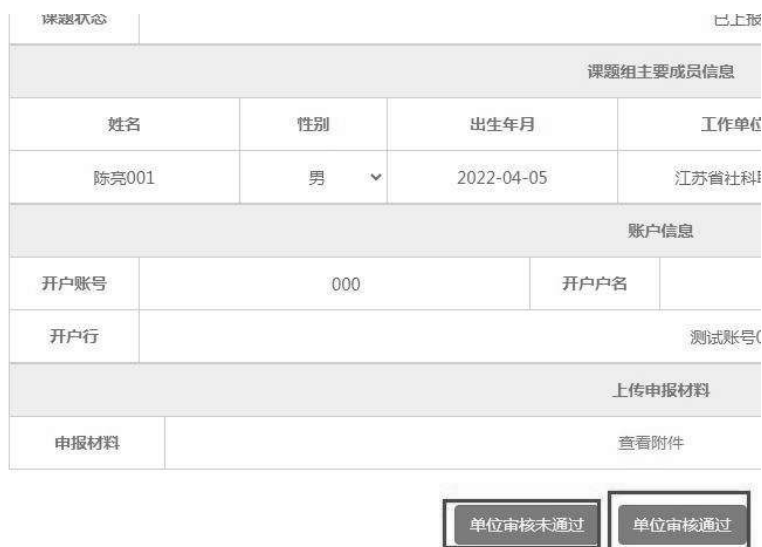 课题状态 已上报
课题组主要成员信息
姓名 性别 出生年月 工作单位
陈亮001 男 2022-04-05 江苏省社科
账户信息
开户账号 000 开户户名
开户行 测试账号
上传申报材料
申报材料 查看附件
单位审核未通过 单位审核通过